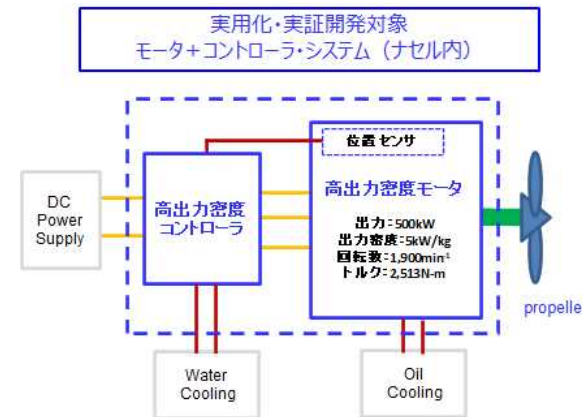 実用化・実証開発対象
モータ＋コントローラ・システム（ナセル内）
位置センサ
DC
Power
Supply
高出力密度
コントローラ
高出力密度モータ
出力：500kW
出力密度：5kW/kg
回転数：1,900min⁻¹
トルク：2,513N-m
propelle
Water
Cooling
Oil
Cooling